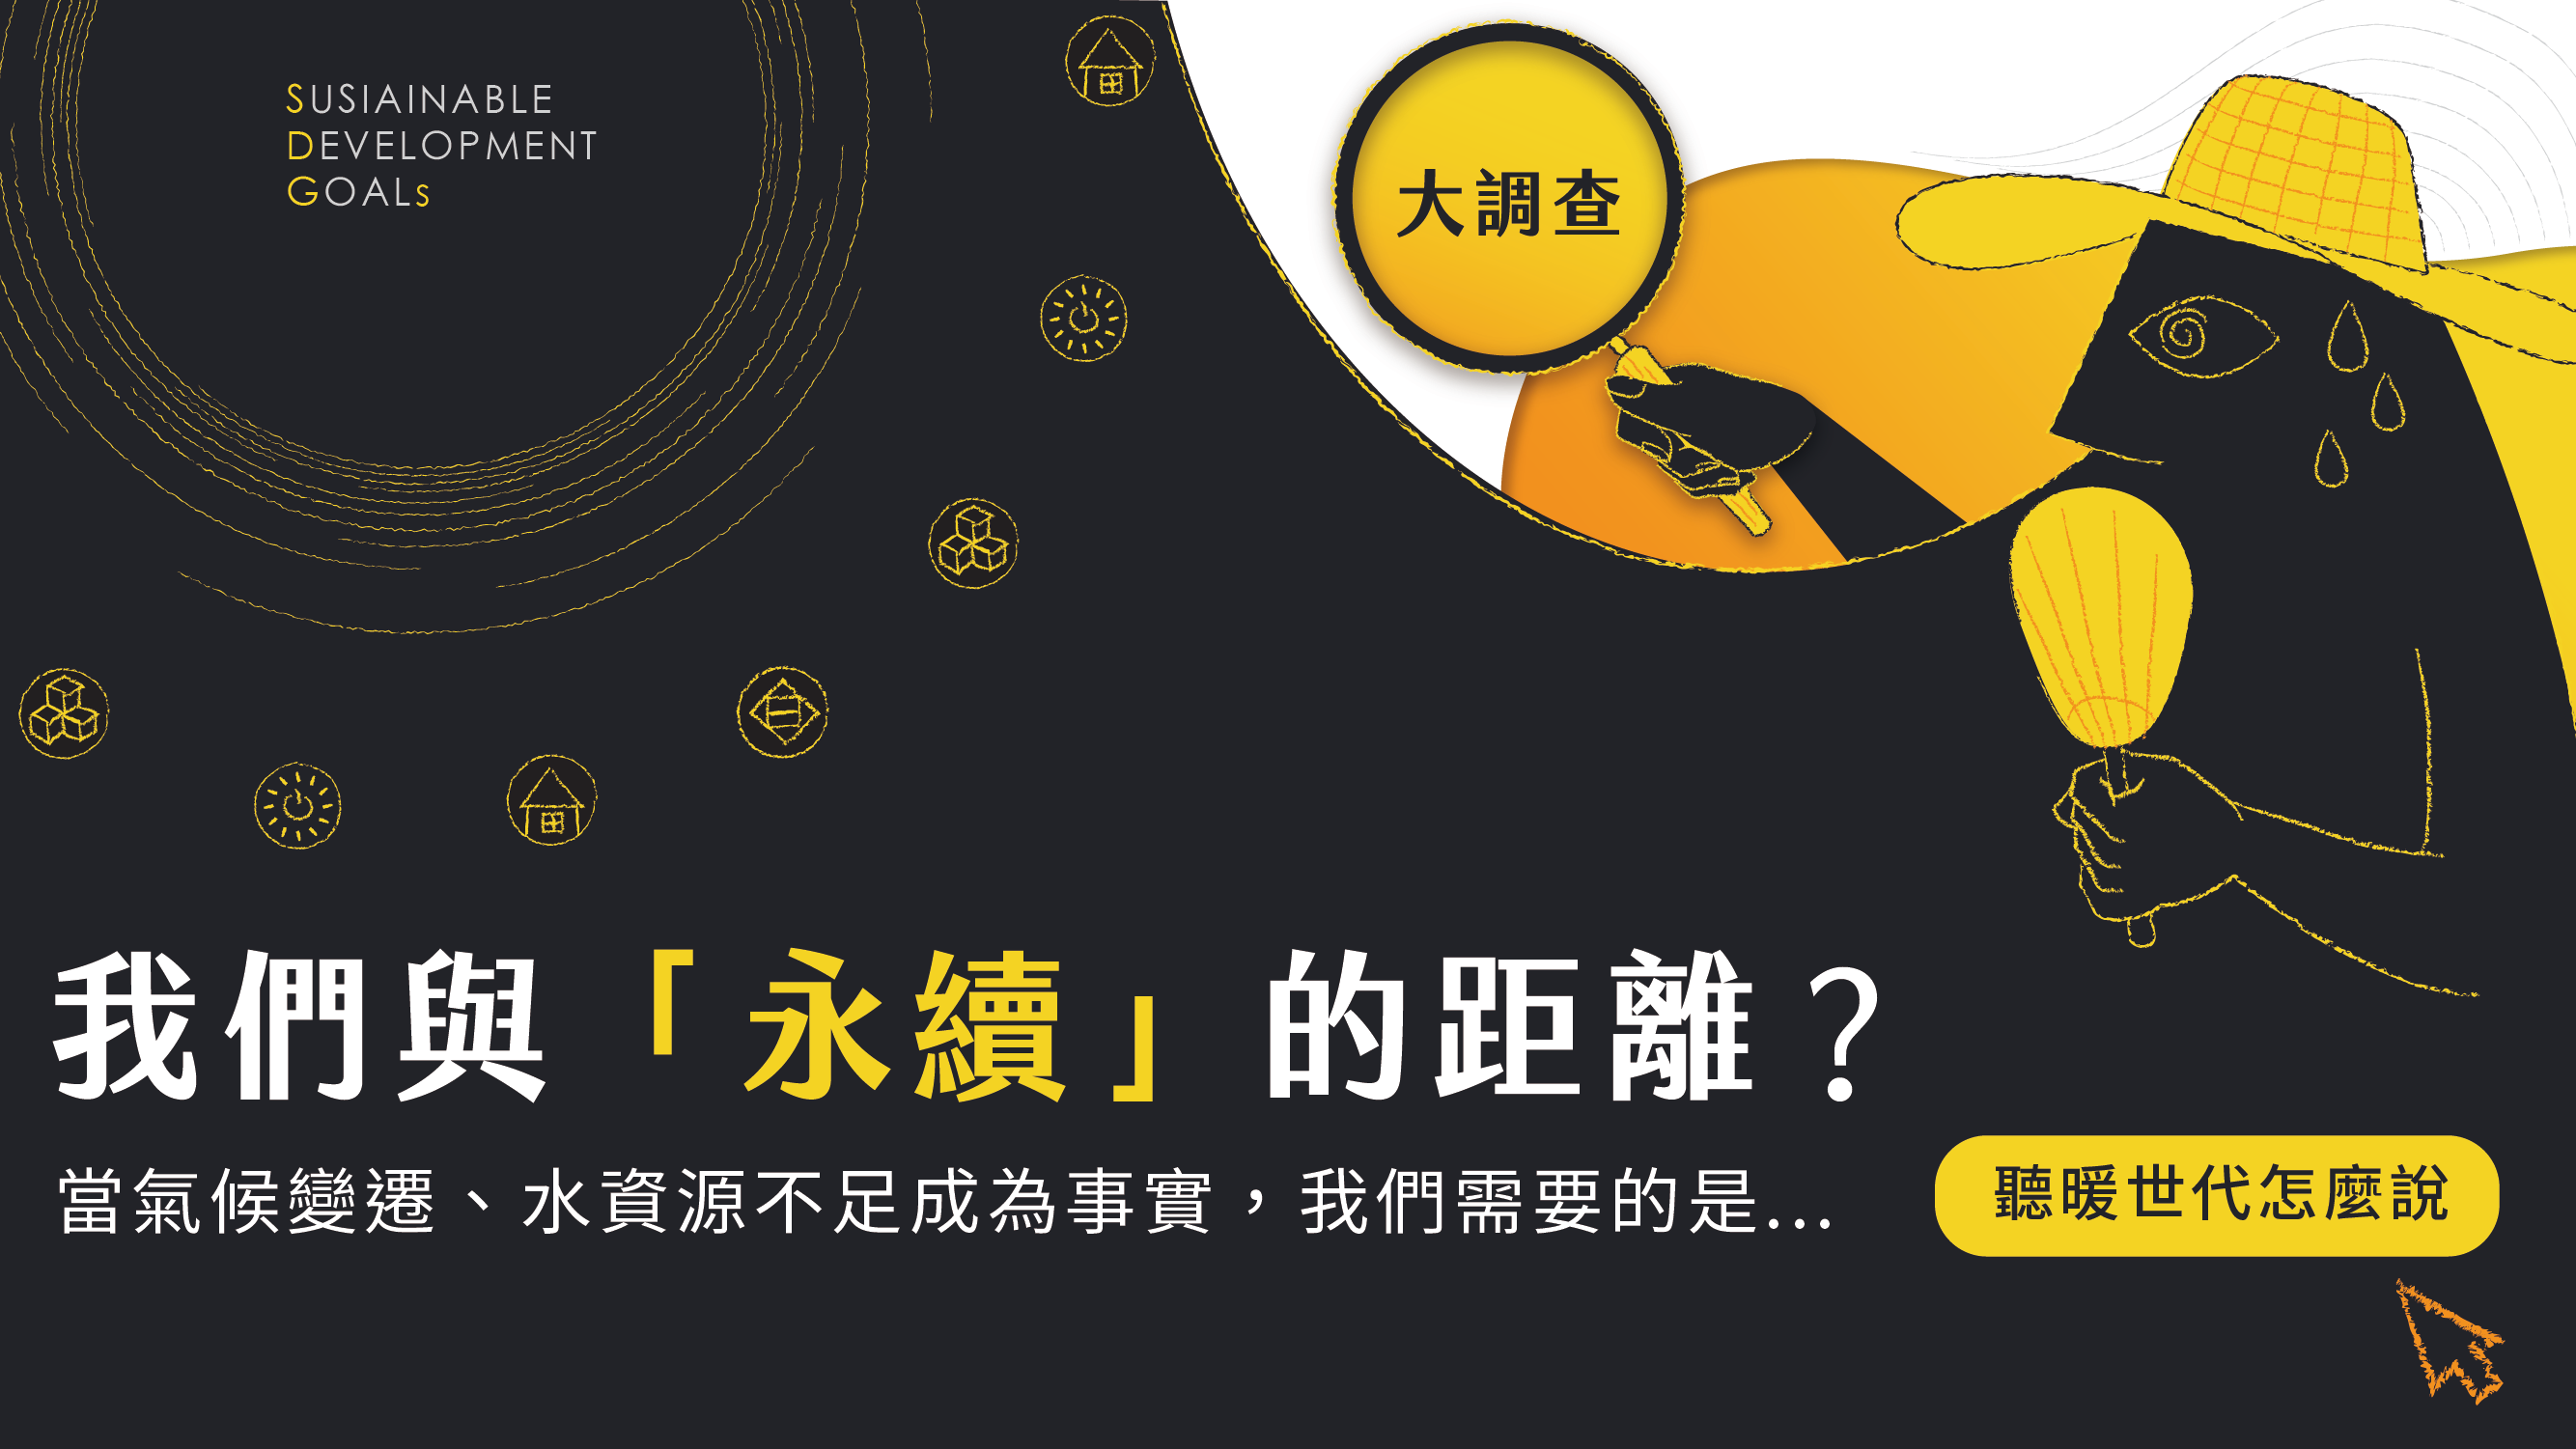 SUSIAINABLE
DEVELOPMENT
GOALs
大調查
我們與「永續」的距離？
當氣候變遷、水資源不足成為事實，我們需要的是...
聽暖世代怎麼說